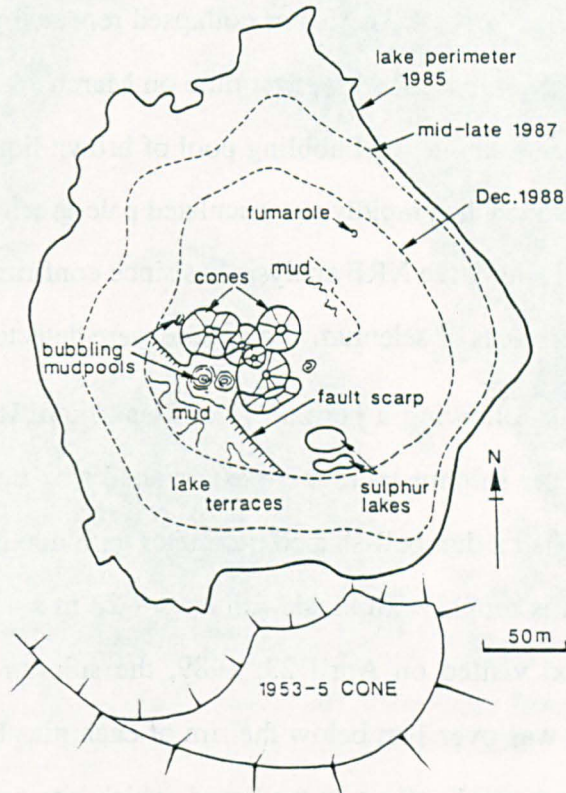 lake perimeter
1985
mid-late 1987
Dec.1988
fumarole
mud
cones
bubbling
mudpools
fault scarp
mud
lake
terraces
sulphur
lakes
N
50m
1953-5 CONE